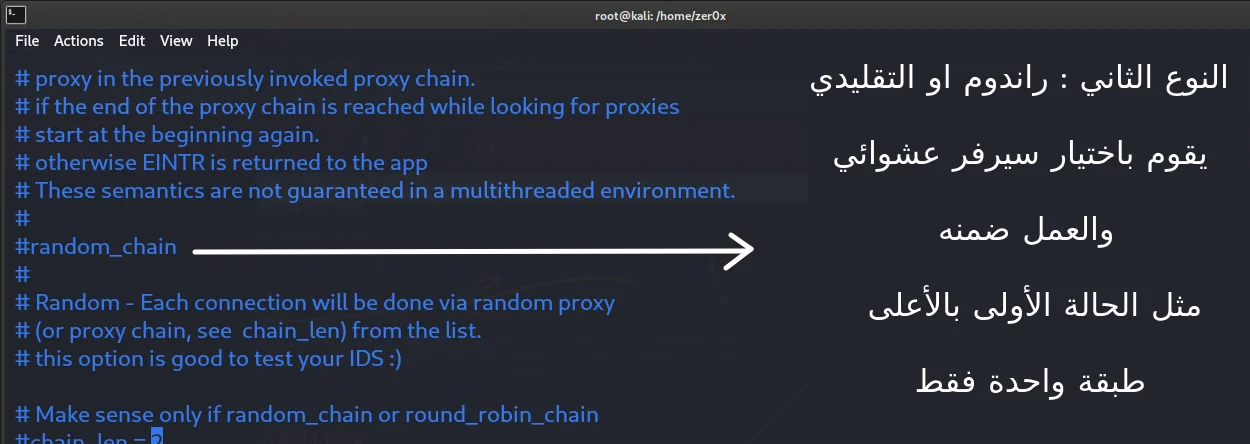 root@kali: /home/zer0x
File Actions Edit View Help
# proxy in the previously invoked proxy chain.
# if the end of the proxy chain is reached while looking for proxies
# start at the beginning again.
# otherwise EINTR is returned to the app
# These semantics are not guaranteed in a multithreaded environment.
#
#random_chain
#
# Random - Each connection will be done via random proxy
# (or proxy chain, see  chain_len) from the list.
# this option is good to test your IDS :)
# Make sense only if random_chain or round_robin_chain
#chain_len = 2
النوع الثاني : راندوم او التقليدي
يقوم باختيار سيرفر عشوائي
والعمل ضمنه
مثل الحالة الأولى بالأعلى
طبقة واحدة فقط